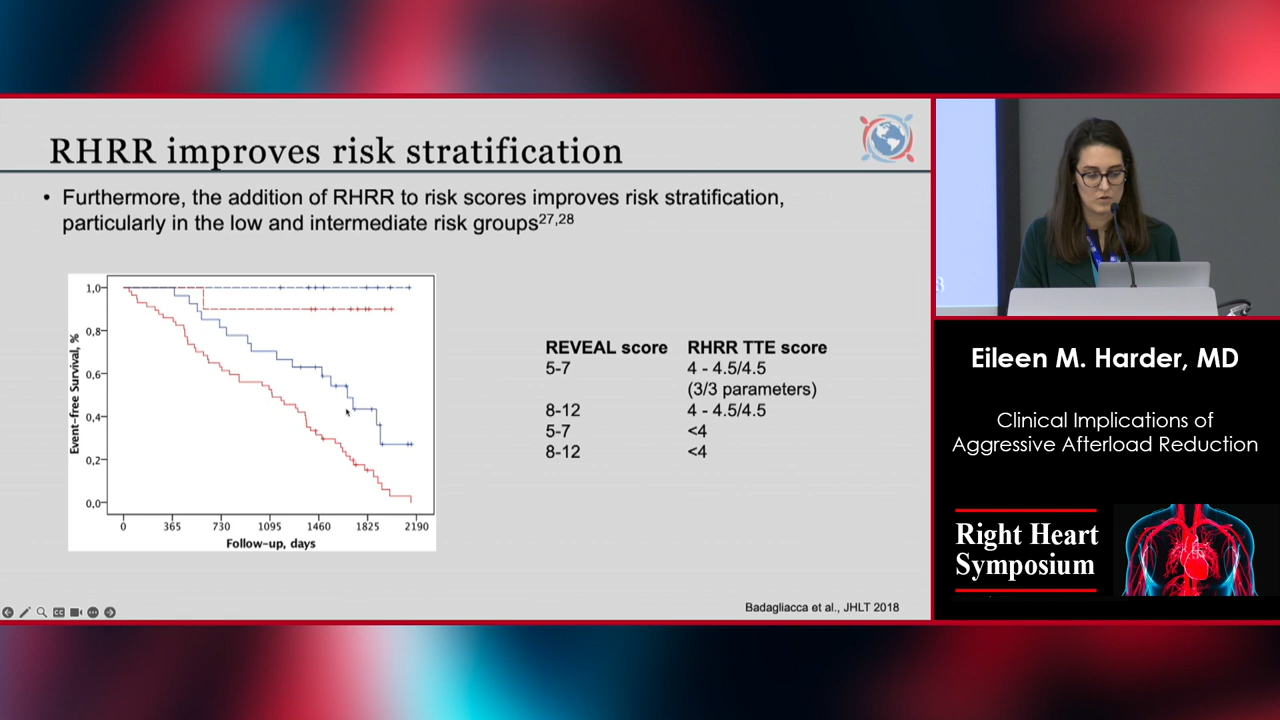 RHRR improves risk stratification
• Furthermore, the addition of RHRR to risk scores improves risk stratification,
particularly in the low and intermediate risk groups27,28
Event-free Survival, %
1,0
0,8
0,6
0,4
0,2
0,0
0 365 730 1095 1460 1825 2190
Follow-up, days
REVEAL score RHRR TTE score
5-7 4 - 4.5/4.5
(3/3 parameters)
8-12 4 - 4.5/4.5
5-7 <4
8-12 <4
Badagliacca et al., JHLT 2018
Eileen M. Harder, MD
Clinical Implications of
Aggressive Afterload Reduction
Right Heart
Symposium